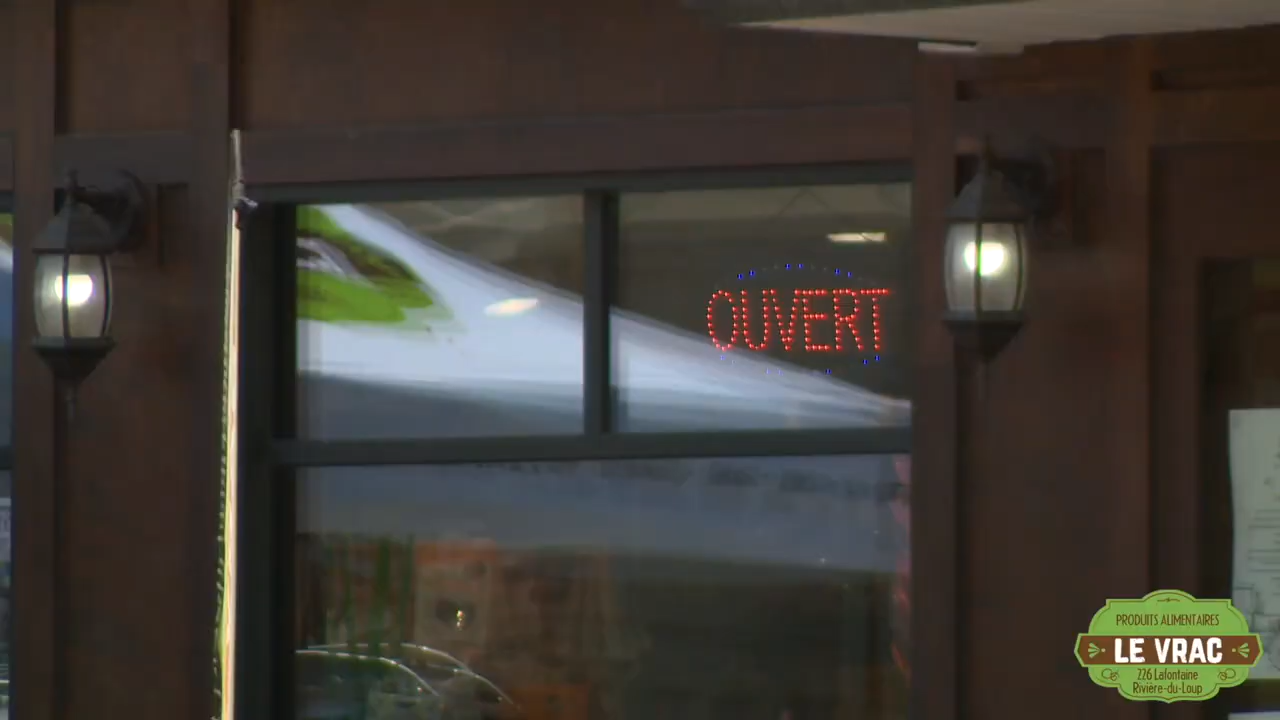 OUVERT
PRODUITS ALIMENTAIRES
LE VRAC
226 Lafontaine
Rivière-du-Loup